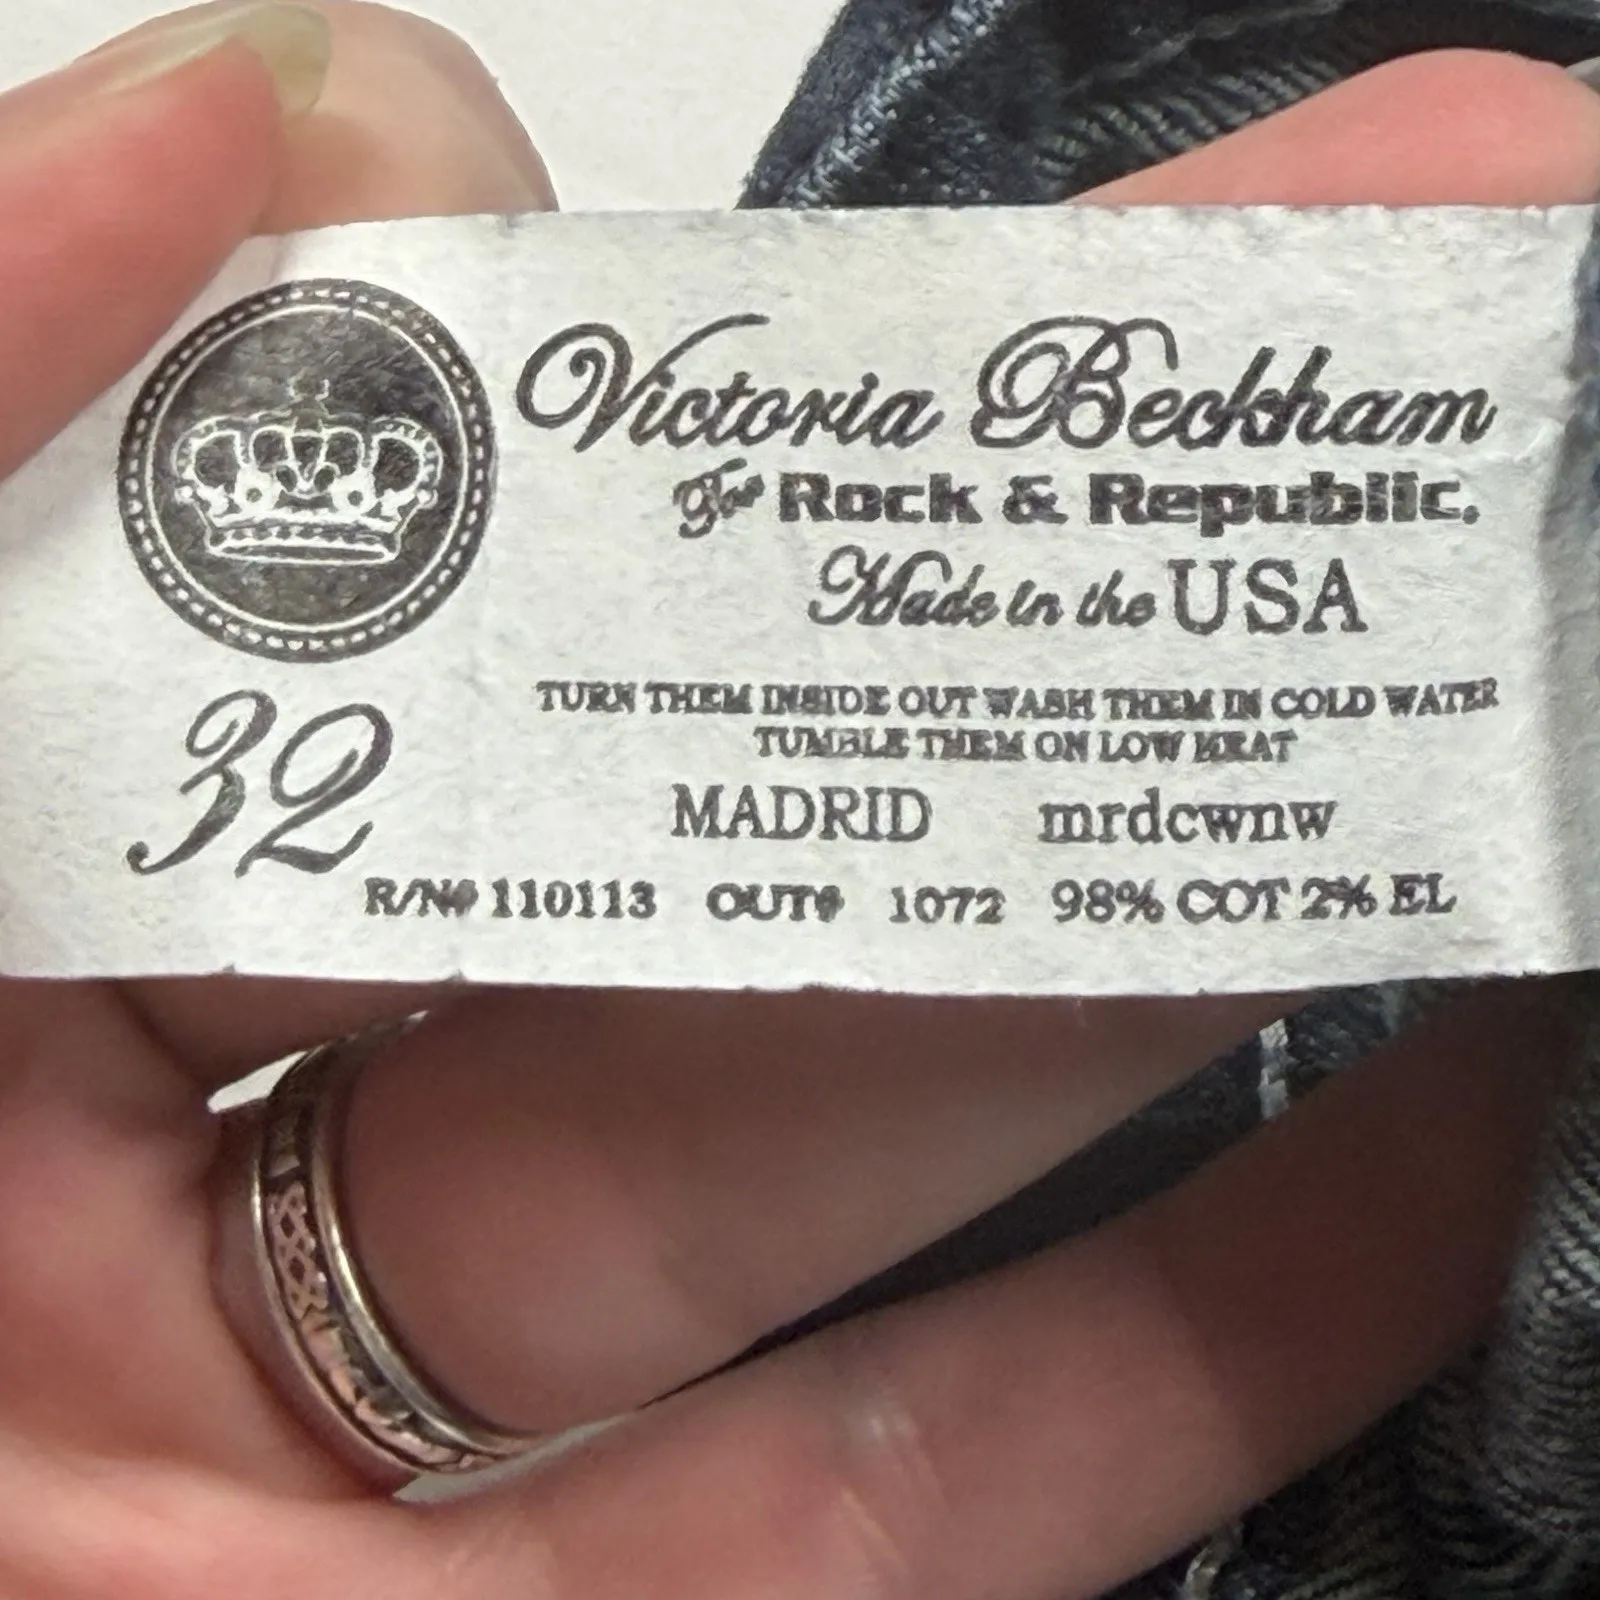 Victoria Beckham
For Rock & Republic.
Made in the USA
32
TURN THEM INSIDE OUT WASH THEM IN COLD WATER
TUMBLE THEM ON LOW HEAT
MADRID mrdcwnw
R/N# 110113 CUT# 1072 98% COT 2% EL